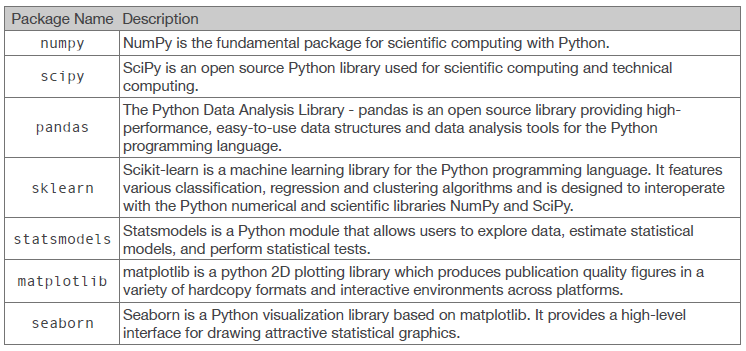 Package Name Description
numpy NumPy is the fundamental package for scientific computing with Python.
scipy SciPy is an open source Python library used for scientific computing and technical
computing.
pandas The Python Data Analysis Library - pandas is an open source library providing high-
performance, easy-to-use data structures and data analysis tools for the Python
programming language.
sklearn Scikit-learn is a machine learning library for the Python programming language. It features
various classification, regression and clustering algorithms and is designed to interoperate
with the Python numerical and scientific libraries NumPy and SciPy.
statsmodels Statsmodels is a Python module that allows users to explore data, estimate statistical
models, and perform statistical tests.
matplotlib matplotlib is a python 2D plotting library which produces publication quality figures in a
variety of hardcopy formats and interactive environments across platforms.
seaborn Seaborn is a Python visualization library based on matplotlib. It provides a high-level
interface for drawing attractive statistical graphics.